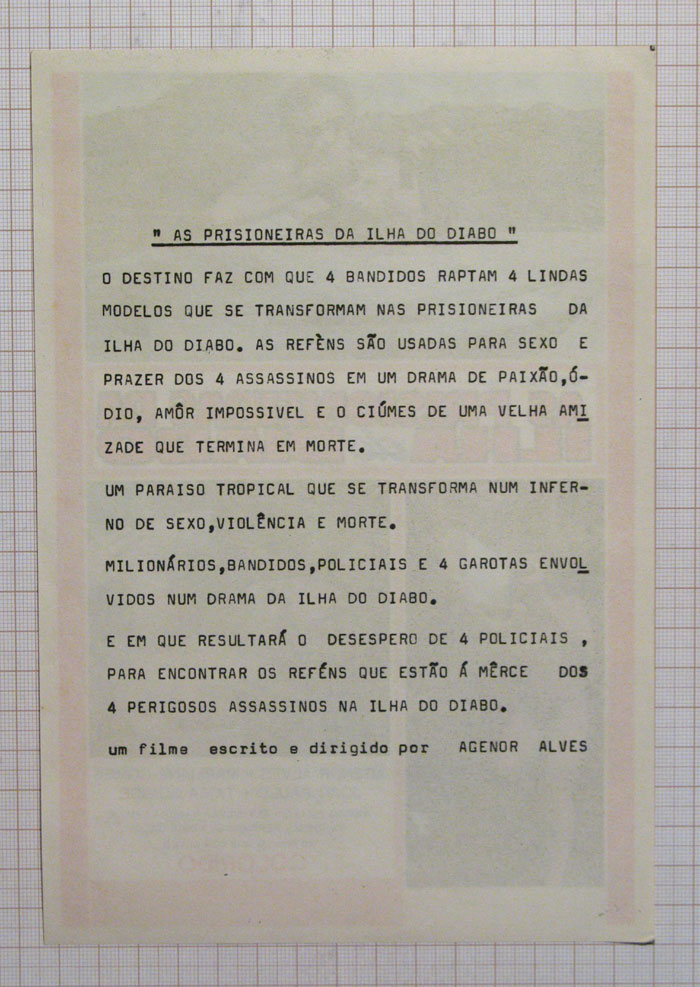 " AS PRISIONEIRAS DA ILHA DO DIABO "
O DESTINO FAZ COM QUE 4 BANDIDOS RAPTAM 4 LINDAS
MODELOS QUE SE TRANSFORMAM NAS PRISIONEIRAS DA
ILHA DO DIABO. AS REFÈNS SÃO USADAS PARA SEXO E
PRAZER DOS 4 ASSASSINOS EM UM DRAMA DE PAIXÃO,Ó-
DIO, AMÔR IMPOSSIVEL E O CIÚMES DE UMA VELHA AMI
ZADE QUE TERMINA EM MORTE.
UM PARAISO TROPICAL QUE SE TRANSFORMA NUM INFER-
NO DE SEXO,VIOLÊNCIA E MORTE.
MILIONÁRIOS,BANDIDOS,POLICIAIS E 4 GAROTAS ENVOL
VIDOS NUM DRAMA DA ILHA DO DIABO.
E EM QUE RESULTARÁ O DESESPERO DE 4 POLICIAIS ,
PARA ENCONTRAR OS REFÉNS QUE ESTÃO Á MÊRCE DOS
4 PERIGOSOS ASSASSINOS NA ILHA DO DIABO.
um filme escrito e dirigido por AGENOR ALVES